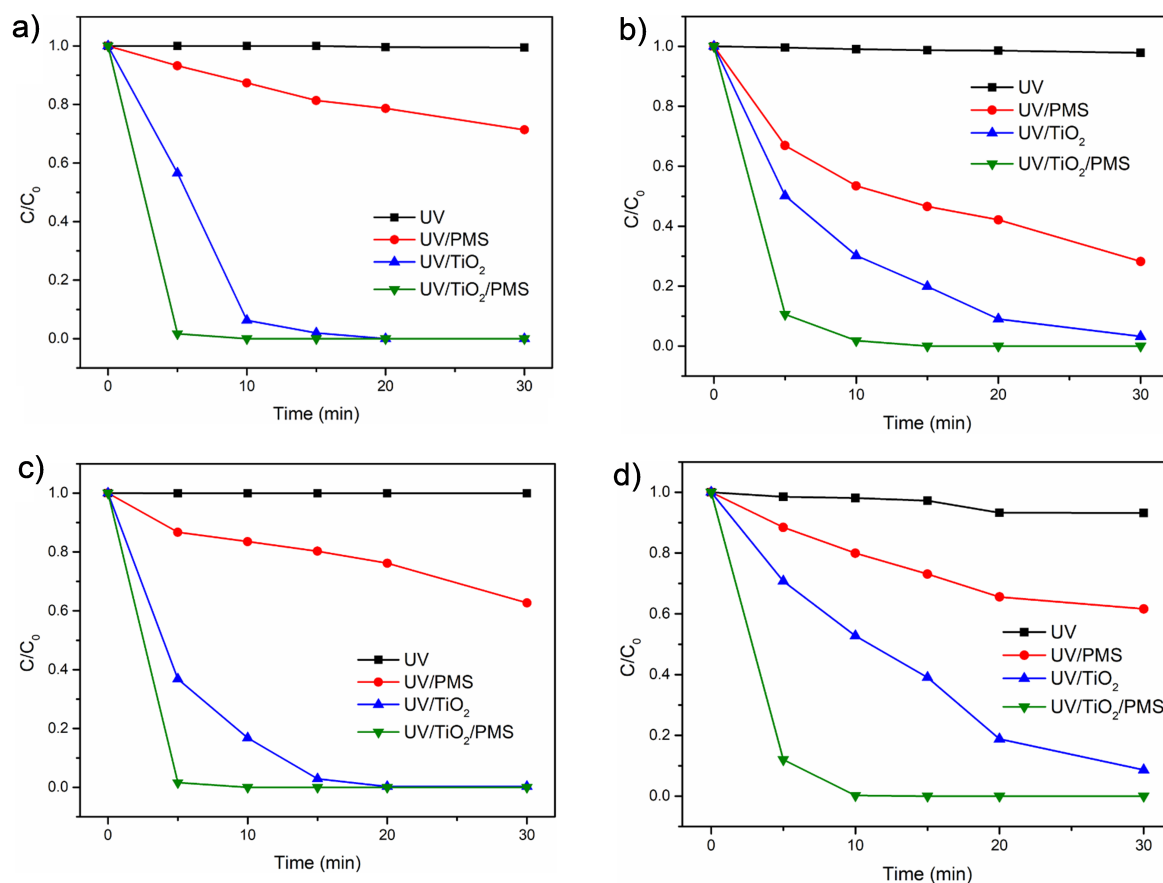 a)
1.0
0.8
0.6
0.4
0.2
0.0
C/C₀
UV
UV/PMS
UV/TiO₂
UV/TiO₂/PMS
0
10
20
30
Time (min)
b)
1.0
0.8
0.6
0.4
0.2
0.0
C/C₀
UV
UV/PMS
UV/TiO₂
UV/TiO₂/PMS
0
10
20
30
Time (min)
c)
1.0
0.8
0.6
0.4
0.2
0.0
C/C₀
UV
UV/PMS
UV/TiO₂
UV/TiO₂/PMS
0
10
20
30
Time (min)
d)
1.0
0.8
0.6
0.4
0.2
0.0
C/C₀
UV
UV/PMS
UV/TiO₂
UV/TiO₂/PMS
0
10
20
30
Time (min)